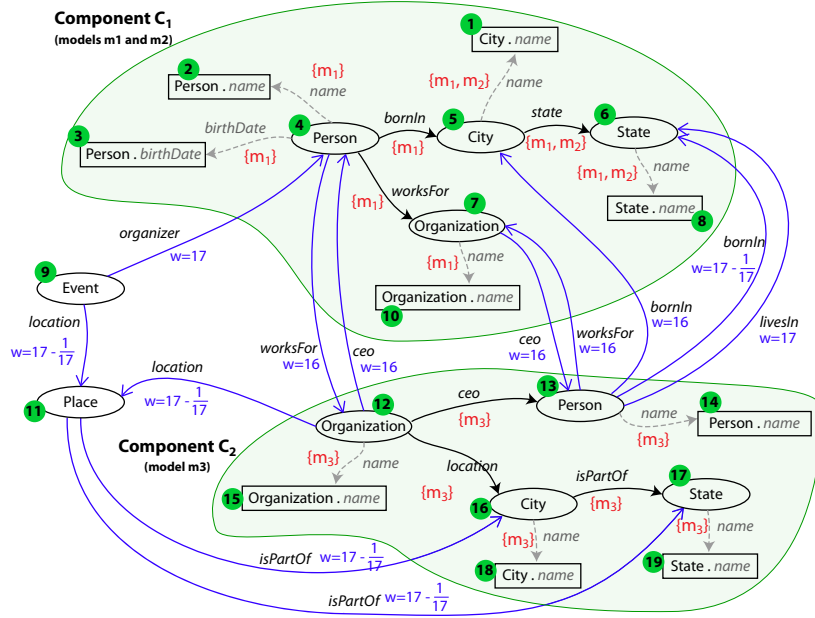 Component C1
(models m1 and m2)
1
City . name
2
Person . name
{m1}
name
{m1, m2}
name
3
Person . birthDate
birthDate
{m1}
4
Person
bornIn
{m1}
5
City
state
{m1, m2}
6
State
{m1, m2}
name
State . name
8
worksFor
{m1}
7
Organization
{m1}
name
Organization . name
10
organizer
w=17
9
Event
location
w=17 - 1/17
bornIn
w=17 - 1/17
bornIn
w=16
livesIn
w=17
worksFor
w=16
ceo
w=16
ceo
w=16
worksFor
w=16
11
Place
location
w=17 - 1/17
Component C2
(model m3)
12
Organization
ceo
{m3}
13
Person
name
{m3}
14
Person . name
{m3}
name
15
Organization . name
location
{m3}
16
City
isPartOf
{m3}
17
State
{m3}
name
18
City . name
{m3}
name
19
State . name
isPartOf w=17 - 1/17
isPartOf w=17 - 1/17